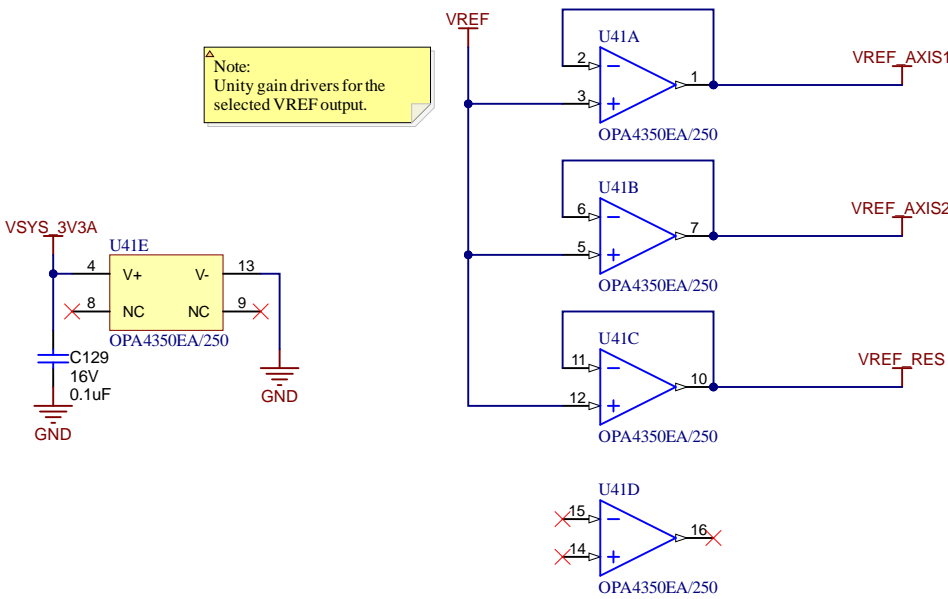 Note:
Unity gain drivers for the
selected VREF output.
VSYS_3V3A
U41E
4
V+
V-
13
8
NC
NC
9
OPA4350EA/250
C129
16V
0.1uF
GND
GND
VREF
U41A
2
3
1
OPA4350EA/250
VREF_AXIS1
U41B
6
5
7
OPA4350EA/250
VREF_AXIS2
U41C
11
12
10
OPA4350EA/250
VREF_RES
U41D
15
14
16
OPA4350EA/250